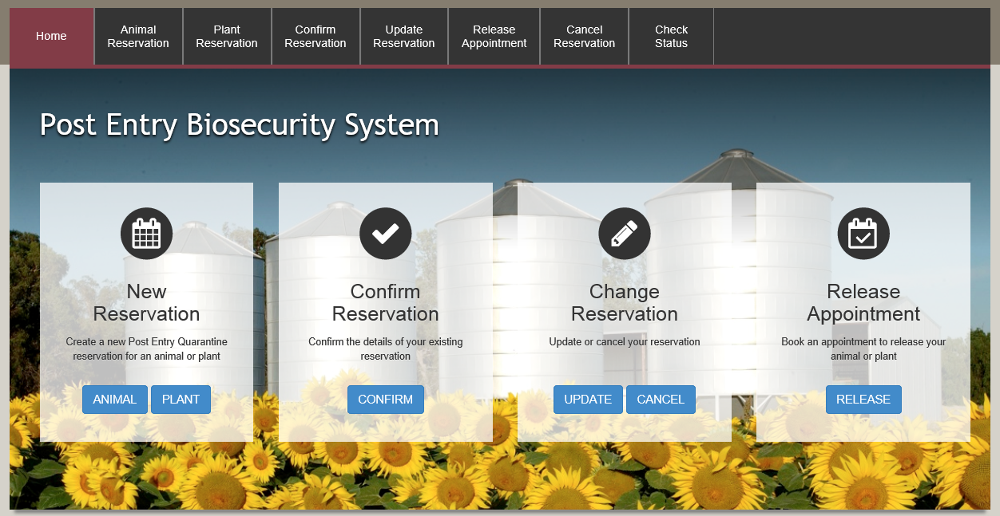 Home
Animal
Reservation
Plant
Reservation
Confirm
Reservation
Update
Reservation
Release
Appointment
Cancel
Reservation
Check
Status
Post Entry Biosecurity System
New
Reservation
Create a new Post Entry Quarantine
reservation for an animal or plant
ANIMAL PLANT
Confirm
Reservation
Confirm the details of your existing
reservation
CONFIRM
Change
Reservation
Update or cancel your reservation
UPDATE CANCEL
Release
Appointment
Book an appointment to release your
animal or plant
RELEASE